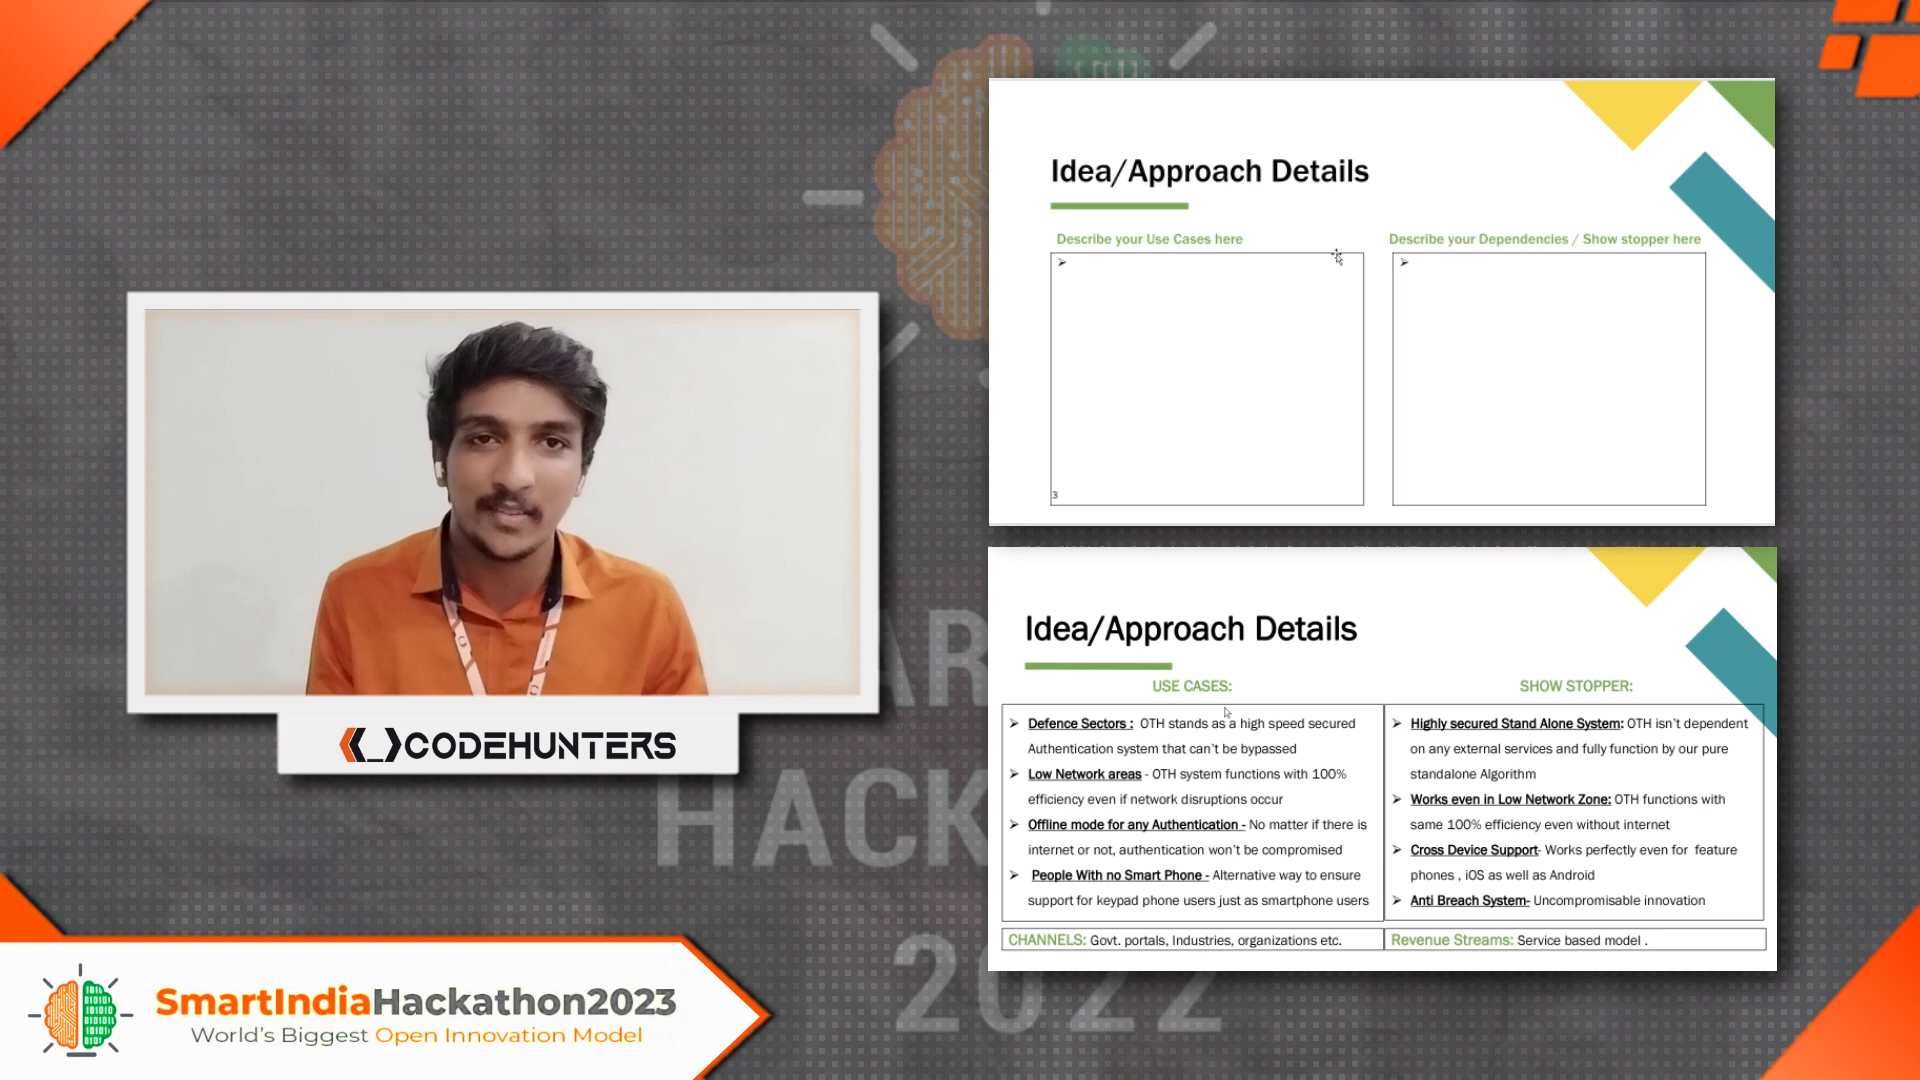 Idea/Approach Details
Describe your Use Cases here
Describe your Dependencies / Show stopper here
3
Idea/Approach Details
USE CASES:
SHOW STOPPER:
➢ Defence Sectors : OTH stands as a high speed secured
Authentication system that can't be bypassed
➢ Low Network areas - OTH system functions with 100%
efficiency even if network disruptions occur
➢ Offline mode for any Authentication - No matter if there is
internet or not, authentication won't be compromised
➢ People With no Smart Phone - Alternative way to ensure
support for keypad phone users just as smartphone users
➢ Highly secured Stand Alone System: OTH isn't dependent
on any external services and fully function by our pure
standalone Algorithm
➢ Works even in Low Network Zone: OTH functions with
same 100% efficiency even without internet
➢ Cross Device Support- Works perfectly even for feature
phones , iOS as well as Android
➢ Anti Breach System- Uncompromisable innovation
CHANNELS: Govt. portals, Industries, organizations etc.
Revenue Streams: Service based model .
CODEHUNTERS
HACK
2022
SmartIndiaHackathon2023
World's Biggest Open Innovation Model